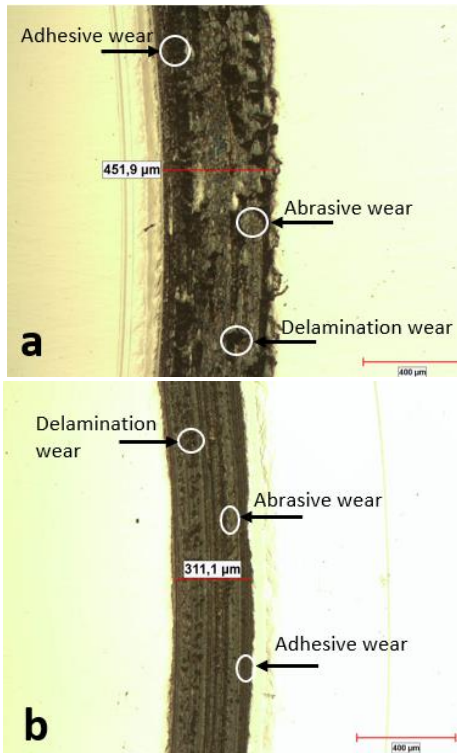 Adhesive wear
451,9 µm
Abrasive wear
Delamination wear
a
400 µm
Delamination
wear
Abrasive wear
311,1 µm
Adhesive wear
b
400 µm